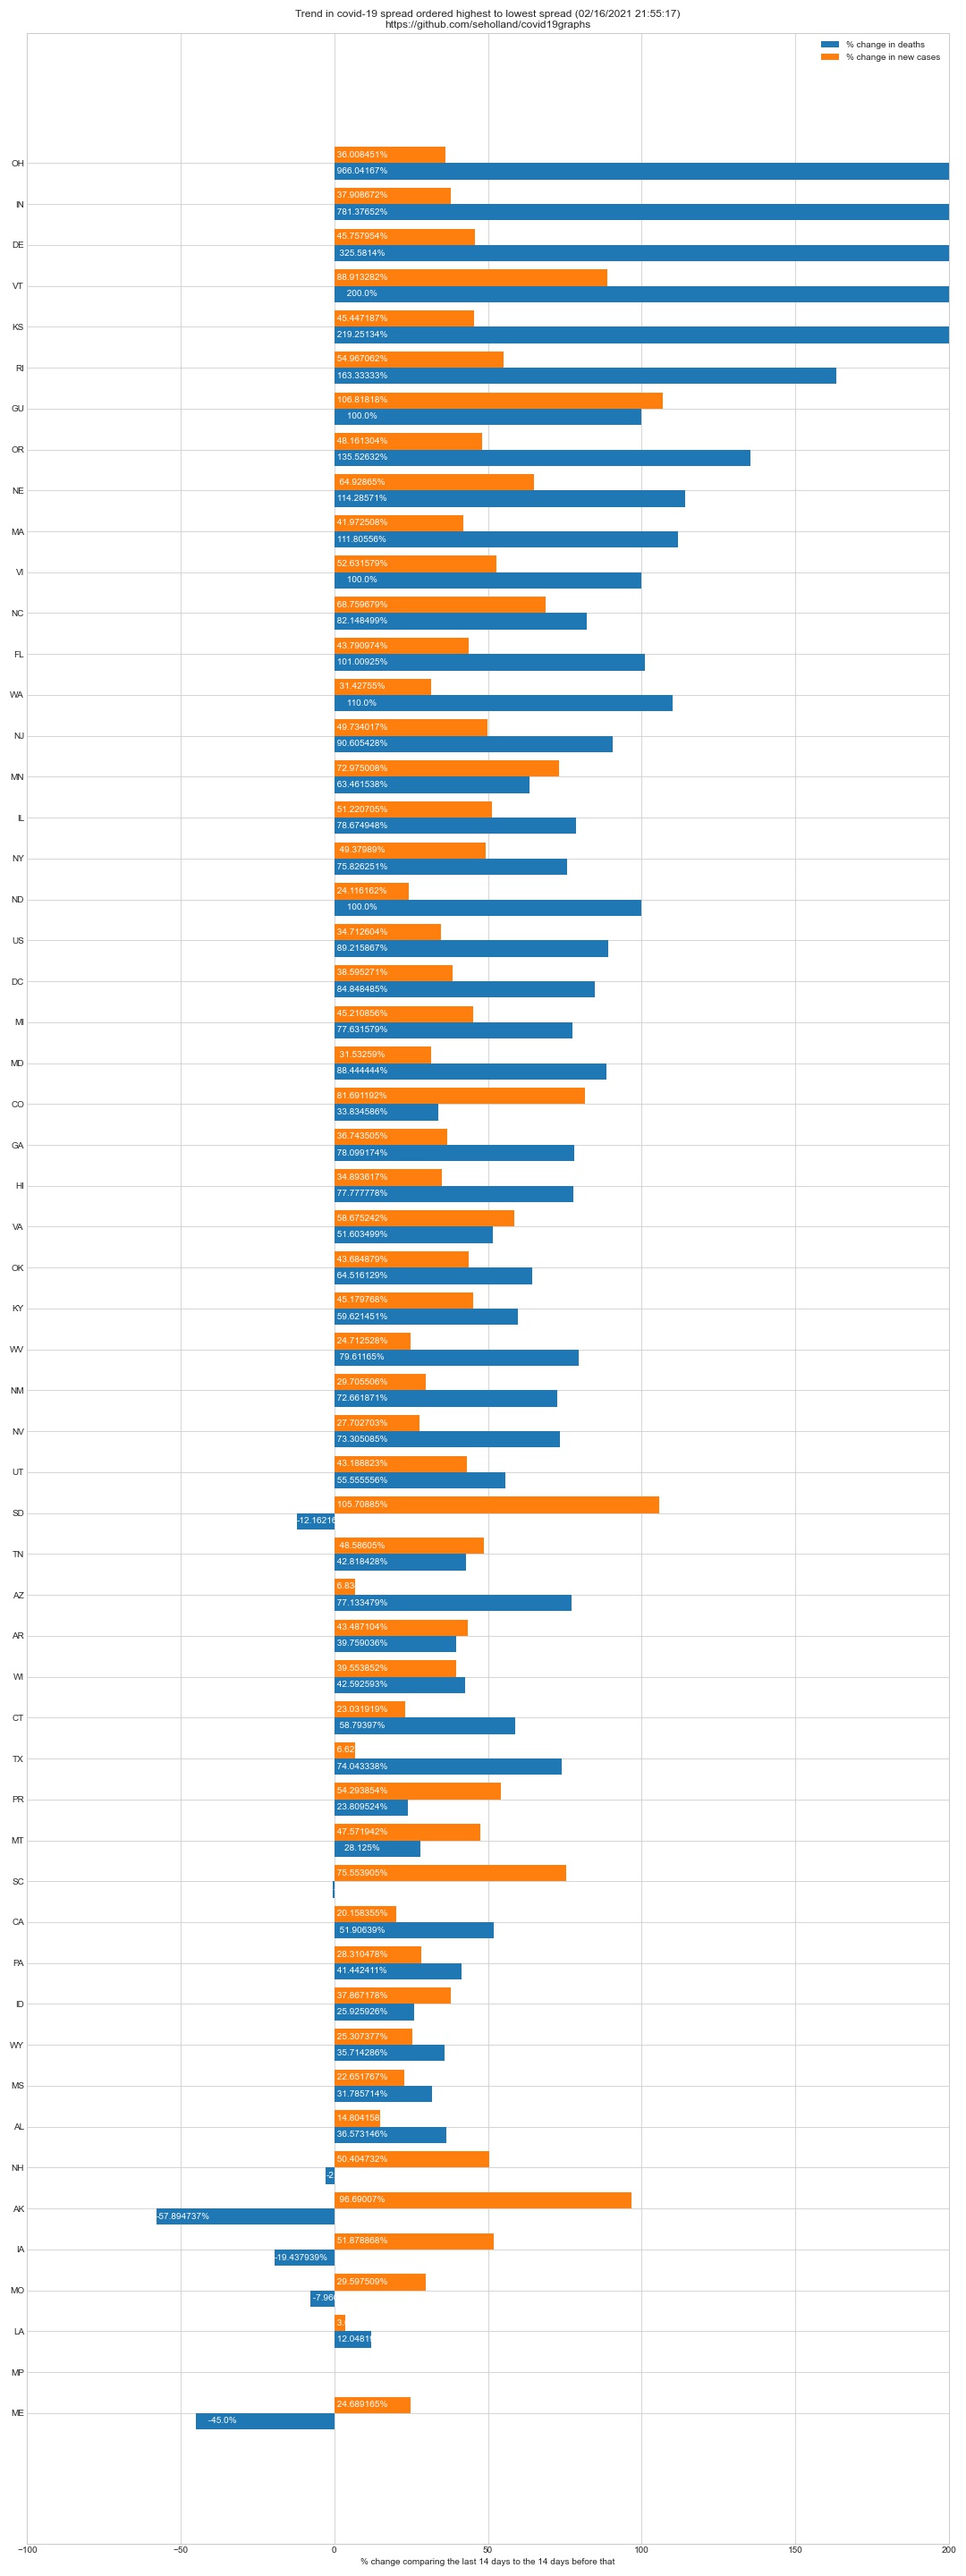 Trend in covid-19 spread ordered highest to lowest spread (02/16/2021 21:55:17)
https://github.com/seholland/covid19graphs
% change in deaths
% change in new cases
36.008451%
OH
966.04167%
37.908672%
IN
781.37652%
45.757954%
DE
325.5814%
88.913282%
VT
200.0%
45.447187%
KS
219.25134%
54.967062%
RI
163.33333%
106.81818%
GU
100.0%
48.161304%
OR
135.52632%
64.92865%
NE
114.28571%
41.972508%
MA
111.80556%
52.631579%
VI
100.0%
68.759679%
NC
82.148499%
43.790974%
FL
101.00925%
31.42755%
WA
110.0%
49.734017%
NJ
90.605428%
72.975008%
MN
63.461538%
51.220705%
IL
78.674948%
49.37989%
NY
75.826251%
24.116162%
ND
100.0%
34.712604%
US
89.215867%
38.595271%
DC
84.848485%
45.210856%
MI
77.631579%
31.53259%
MD
88.444444%
81.691192%
CO
33.834586%
36.743505%
GA
78.099174%
34.893617%
HI
77.777778%
58.675242%
VA
51.603499%
43.684879%
OK
64.516129%
45.179768%
KY
59.621451%
24.712528%
WV
79.61165%
29.705506%
NM
72.661871%
27.702703%
NV
73.305085%
43.188823%
UT
55.555556%
105.70885%
SD
-12.16216
48.58605%
TN
42.818428%
6.83
AZ
77.133479%
43.487104%
AR
39.759036%
39.553852%
WI
42.592593%
23.031919%
CT
58.79397%
6.62
TX
74.043338%
54.293854%
PR
23.809524%
47.571942%
MT
28.125%
75.553905%
SC
20.158355%
CA
51.90639%
28.310478%
PA
41.442411%
37.867178%
ID
25.925926%
25.307377%
WY
35.714286%
22.651767%
MS
31.785714%
14.804158
AL
36.573146%
50.404732%
NH
-2.
96.69007%
AK
-57.894737%
51.878868%
IA
-19.437939%
29.597509%
MO
-7.966
3.
LA
12.0481
MP
24.689165%
ME
-45.0%
−100
−50
0
50
100
150
200
% change comparing the last 14 days to the 14 days before that